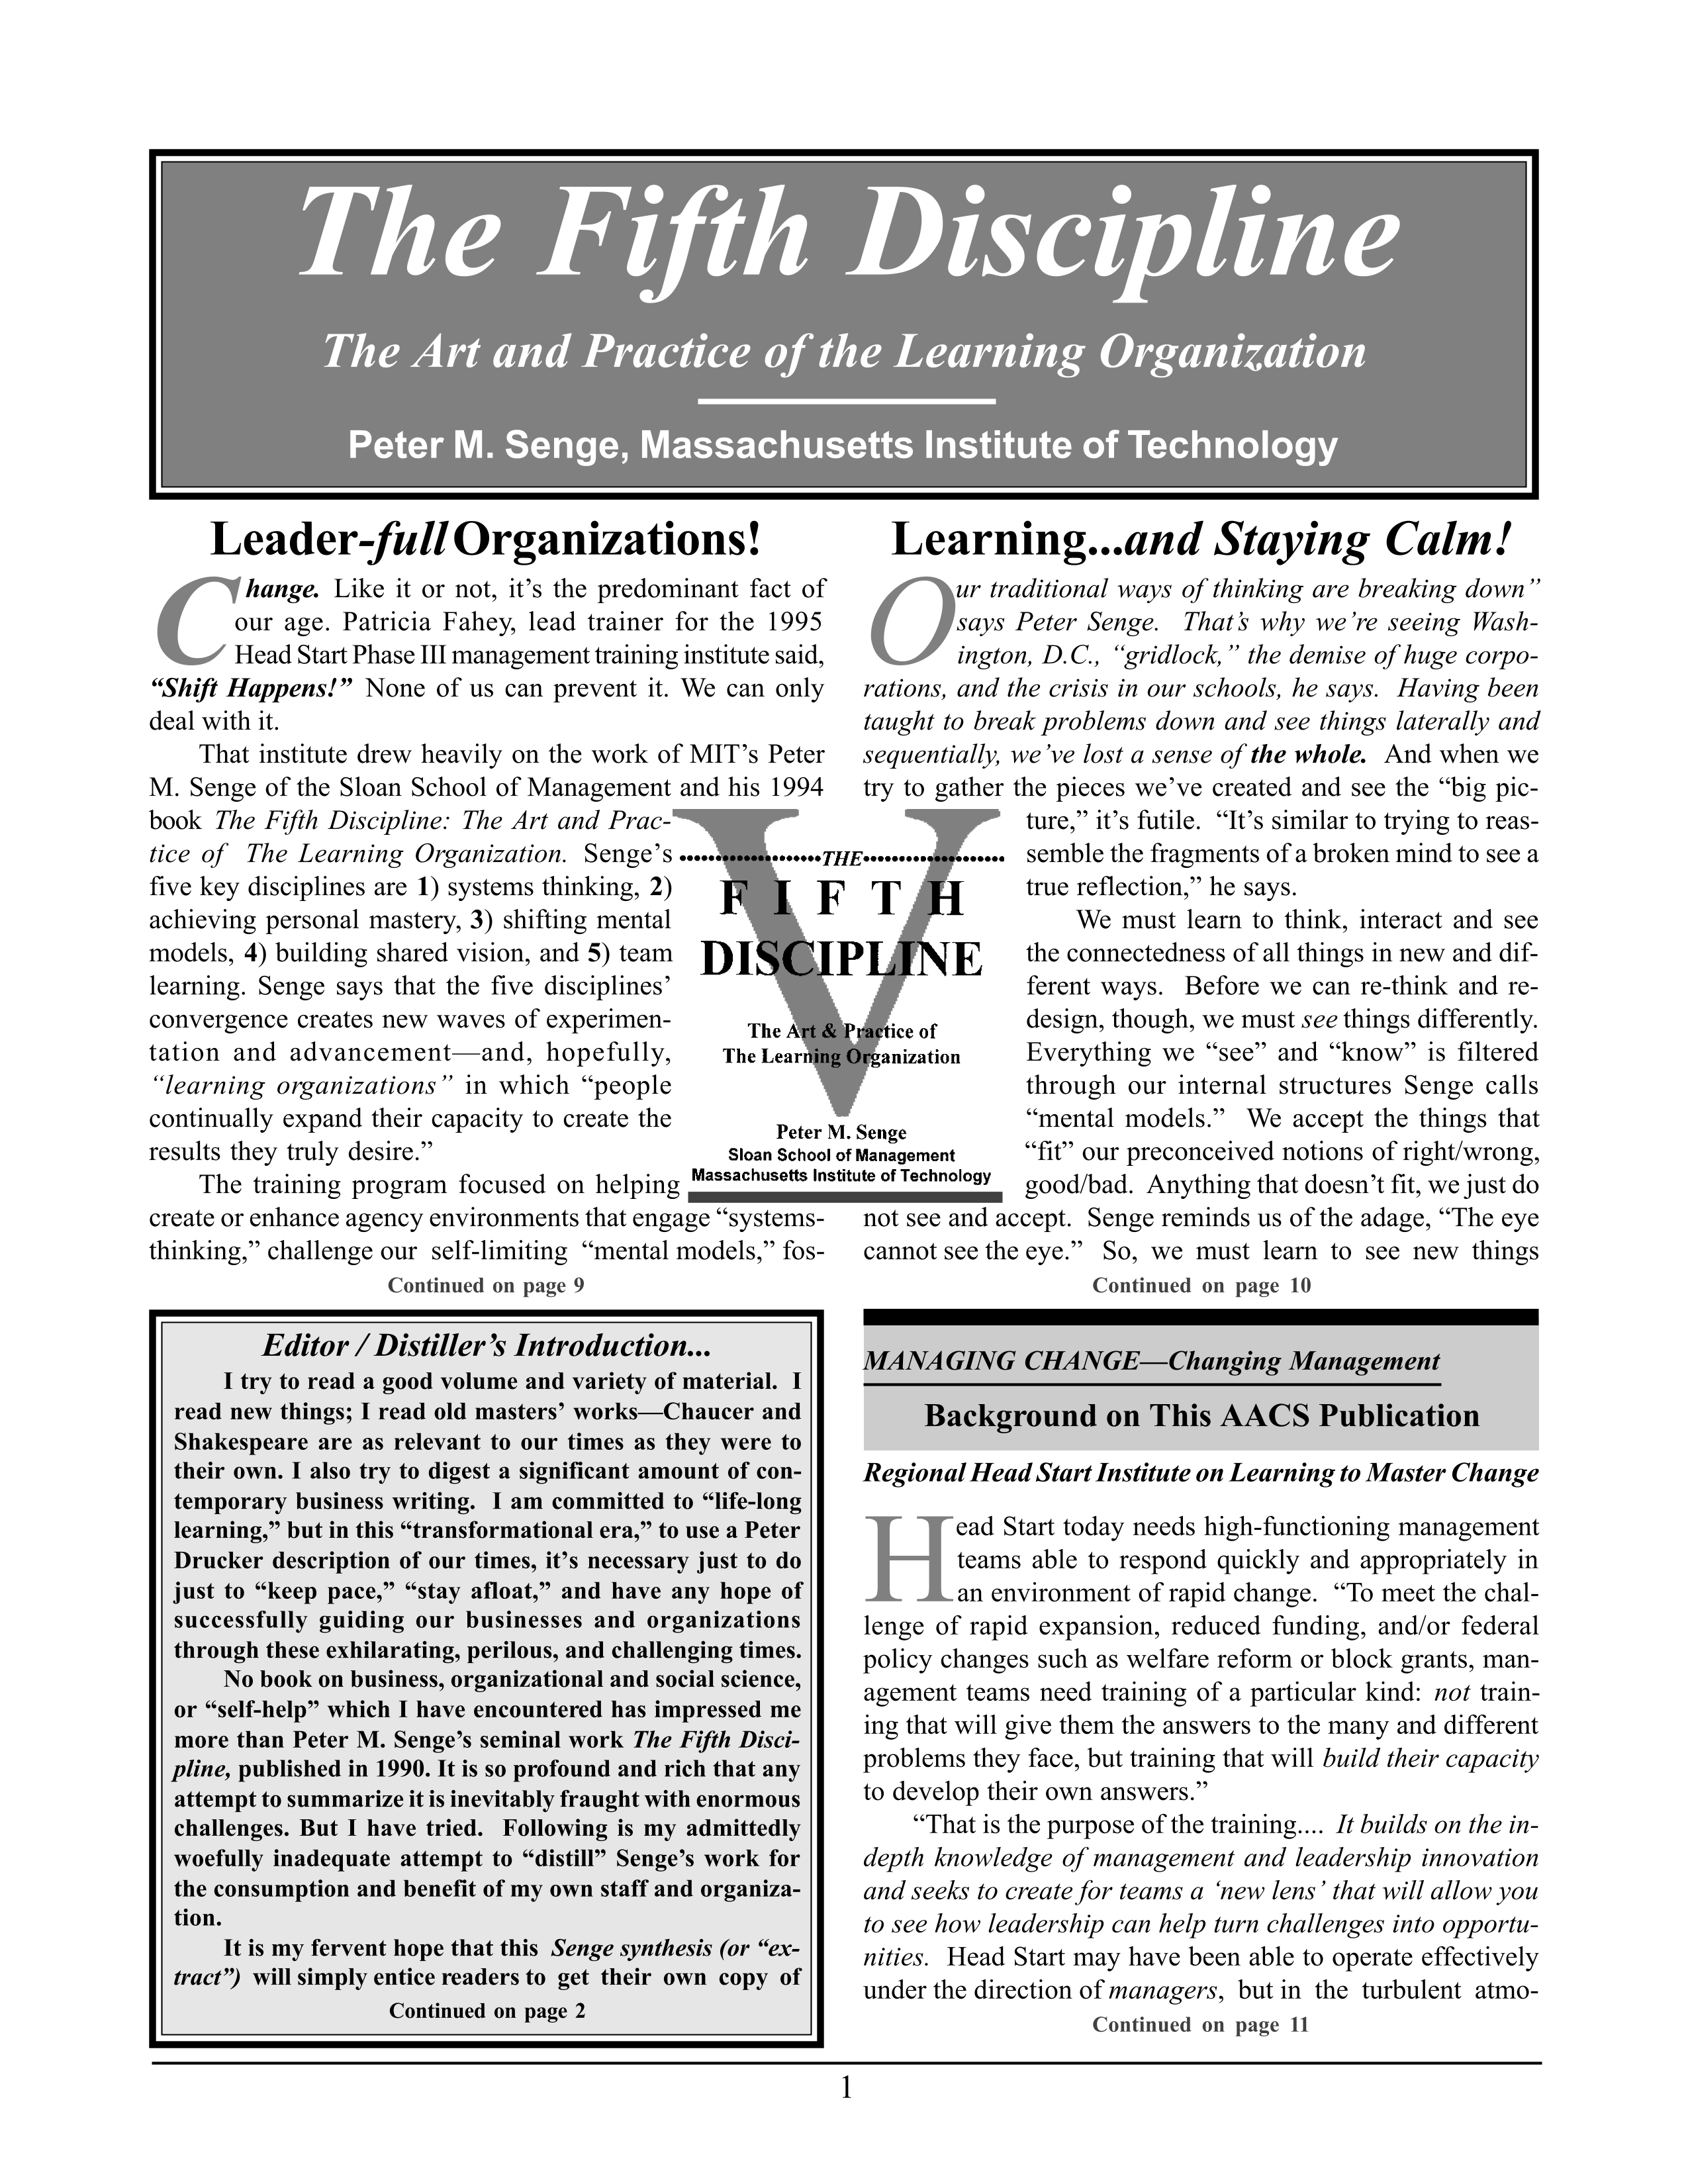 The Fifth Discipline
The Art and Practice of the Learning Organization
Peter M. Senge, Massachusetts Institute of Technology
Leader-full Organizations!
Change. Like it or not, it’s the predominant fact of
our age. Patricia Fahey, lead trainer for the 1995
Head Start Phase III management training institute said,
“Shift Happens!” None of us can prevent it. We can only
deal with it.
That institute drew heavily on the work of MIT’s Peter
M. Senge of the Sloan School of Management and his 1994
book The Fifth Discipline: The Art and Prac-
tice of The Learning Organization. Senge’s
five key disciplines are 1) systems thinking, 2)
achieving personal mastery, 3) shifting mental
models, 4) building shared vision, and 5) team
learning. Senge says that the five disciplines’
convergence creates new waves of experimen-
tation and advancement—and, hopefully,
“learning organizations” in which “people
continually expand their capacity to create the
results they truly desire.”
The training program focused on helping
create or enhance agency environments that engage “systems-
thinking,” challenge our self-limiting “mental models,” fos-
Continued on page 9
THE
FIFTH
DISCIPLINE
The Art & Practice of
The Learning Organization
Peter M. Senge
Sloan School of Management
Massachusetts Institute of Technology
Learning...and Staying Calm!
Our traditional ways of thinking are breaking down”
says Peter Senge. That’s why we’re seeing Wash-
ington, D.C., “gridlock,” the demise of huge corpo-
rations, and the crisis in our schools, he says. Having been
taught to break problems down and see things laterally and
sequentially, we’ve lost a sense of the whole. And when we
try to gather the pieces we’ve created and see the “big pic-
ture,” it’s futile. “It’s similar to trying to reas-
semble the fragments of a broken mind to see a
true reflection,” he says.
We must learn to think, interact and see
the connectedness of all things in new and dif-
ferent ways. Before we can re-think and re-
design, though, we must see things differently.
Everything we “see” and “know” is filtered
through our internal structures Senge calls
“mental models.” We accept the things that
“fit” our preconceived notions of right/wrong,
good/bad. Anything that doesn’t fit, we just do
not see and accept. Senge reminds us of the adage, “The eye
cannot see the eye.” So, we must learn to see new things
Continued on page 10
Editor / Distiller’s Introduction...
I try to read a good volume and variety of material. I
read new things; I read old masters’ works—Chaucer and
Shakespeare are as relevant to our times as they were to
their own. I also try to digest a significant amount of con-
temporary business writing. I am committed to “life-long
learning,” but in this “transformational era,” to use a Peter
Drucker description of our times, it’s necessary just to do
just to “keep pace,” “stay afloat,” and have any hope of
successfully guiding our businesses and organizations
through these exhilarating, perilous, and challenging times.
No book on business, organizational and social science,
or “self-help” which I have encountered has impressed me
more than Peter M. Senge’s seminal work The Fifth Disci-
pline, published in 1990. It is so profound and rich that any
attempt to summarize it is inevitably fraught with enormous
challenges. But I have tried. Following is my admittedly
woefully inadequate attempt to “distill” Senge’s work for
the consumption and benefit of my own staff and organiza-
tion.
It is my fervent hope that this Senge synthesis (or “ex-
tract”) will simply entice readers to get their own copy of
Continued on page 2
MANAGING CHANGE—Changing Management
Background on This AACS Publication
Regional Head Start Institute on Learning to Master Change
Head Start today needs high-functioning management
teams able to respond quickly and appropriately in
an environment of rapid change. “To meet the chal-
lenge of rapid expansion, reduced funding, and/or federal
policy changes such as welfare reform or block grants, man-
agement teams need training of a particular kind: not train-
ing that will give them the answers to the many and different
problems they face, but training that will build their capacity
to develop their own answers.”
“That is the purpose of the training.... It builds on the in-
depth knowledge of management and leadership innovation
and seeks to create for teams a ‘new lens’ that will allow you
to see how leadership can help turn challenges into opportu-
nities. Head Start may have been able to operate effectively
under the direction of managers, but in the turbulent atmo-
Continued on page 11
1